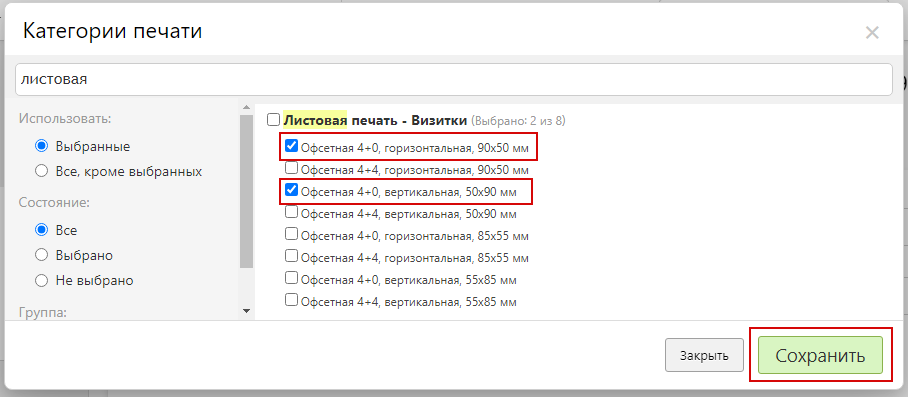 Категории печати
×
листовая
Использовать:
Выбранные
Все, кроме выбранных
Состояние:
Все
Выбрано
Не выбрано
Группа:
Листовая печать - Визитки (Выбрано: 2 из 8)
Офсетная 4+0, горизонтальная, 90x50 мм
Офсетная 4+4, горизонтальная, 90x50 мм
Офсетная 4+0, вертикальная, 50x90 мм
Офсетная 4+4, вертикальная, 50x90 мм
Офсетная 4+0, горизонтальная, 85x55 мм
Офсетная 4+4, горизонтальная, 85x55 мм
Офсетная 4+0, вертикальная, 55x85 мм
Офсетная 4+4, вертикальная, 55x85 мм
Закрыть
Сохранить